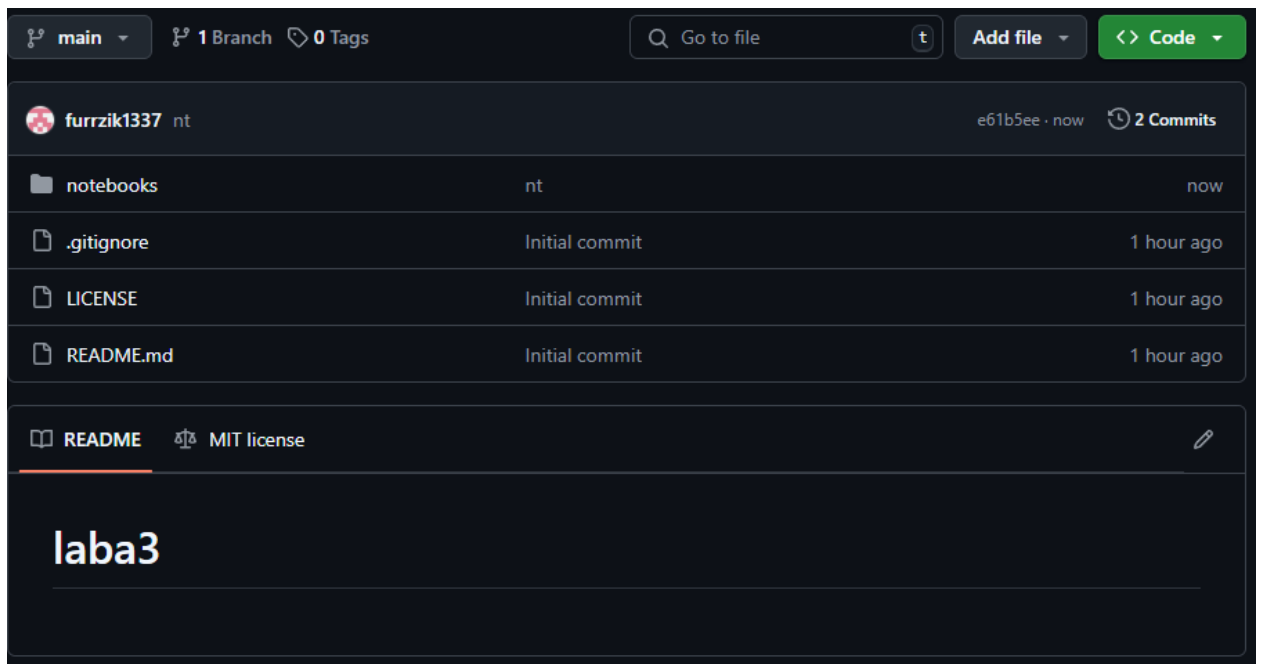 main 1 Branch 0 Tags Go to file t Add file <> Code
furrzik1337 nt e61b5ee · now 2 Commits
notebooks nt now
.gitignore Initial commit 1 hour ago
LICENSE Initial commit 1 hour ago
README.md Initial commit 1 hour ago
README MIT license
laba3